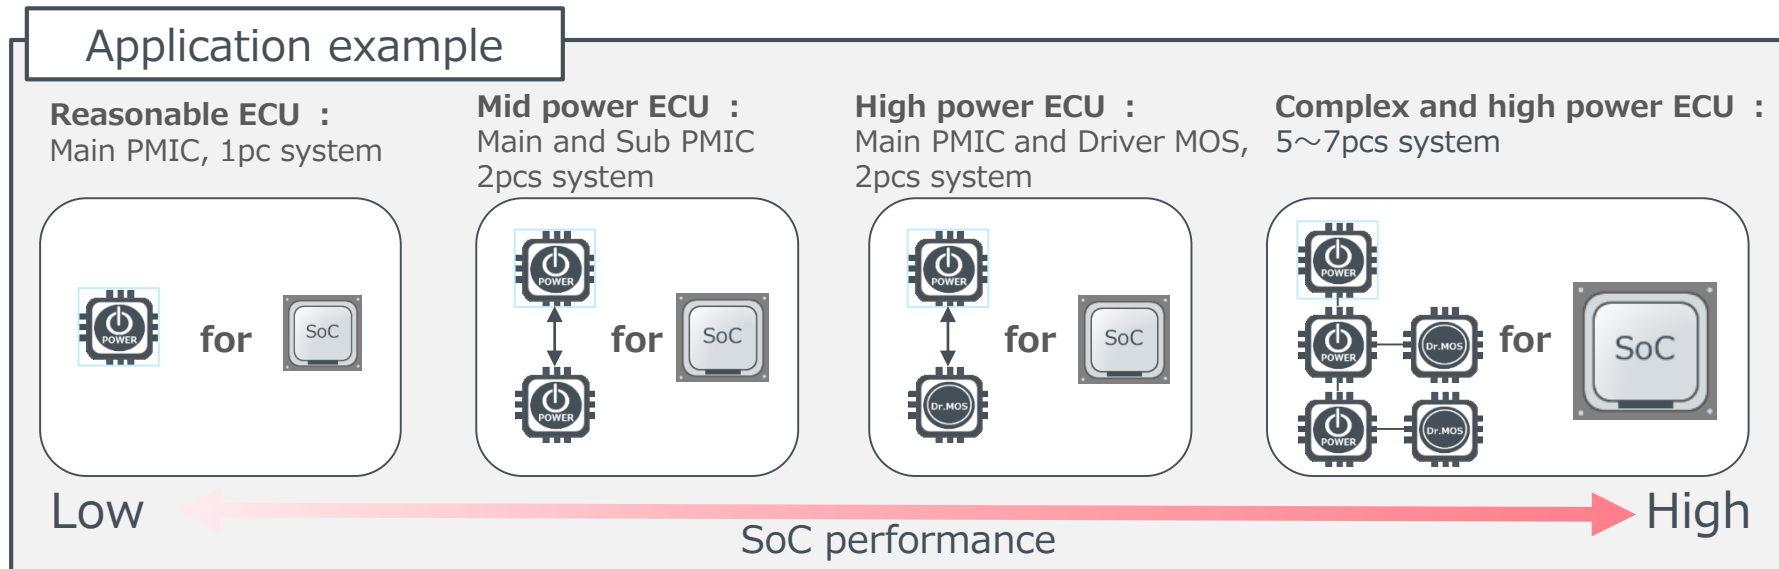 Application example
Reasonable ECU :
Main PMIC, 1pc system
Mid power ECU :
Main and Sub PMIC
2pcs system
High power ECU :
Main PMIC and Driver MOS,
2pcs system
Complex and high power ECU :
5～7pcs system
POWER
for
SoC
POWER
for
SoC
POWER
POWER
for
SoC
Dr.MOS
POWER
POWER
Dr.MOS
for
SoC
POWER
Dr.MOS
Low
SoC performance
High